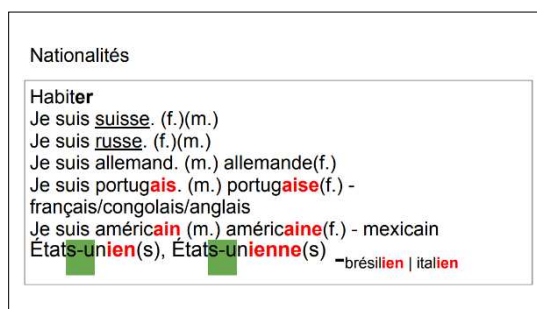 Nationalités
Habiter
Je suis suisse. (f.)(m.)
Je suis russe. (f.)(m.)
Je suis allemand. (m.) allemande(f.)
Je suis portugais. (m.) portugaise(f.) -
français/congolais/anglais
Je suis américain (m.) américaine(f.) - mexicain
États-unien(s), États-unienne(s) -brésilien | italien